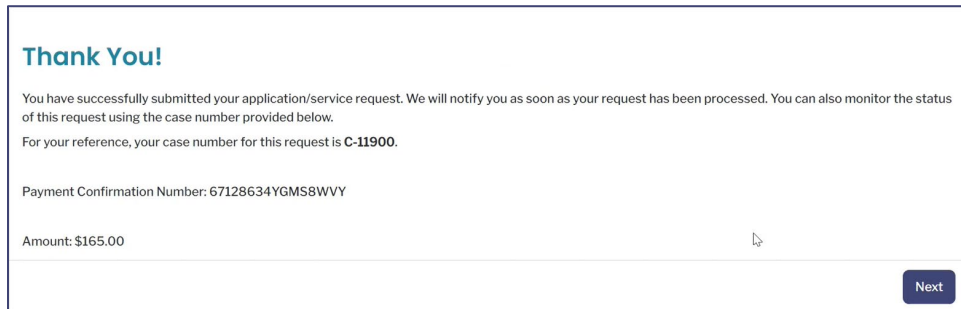 Thank You!
You have successfully submitted your application/service request. We will notify you as soon as your request has been processed. You can also monitor the status
of this request using the case number provided below.
For your reference, your case number for this request is C-11900.
Payment Confirmation Number: 67128634YGMS8WVY
Amount: $165.00
Next